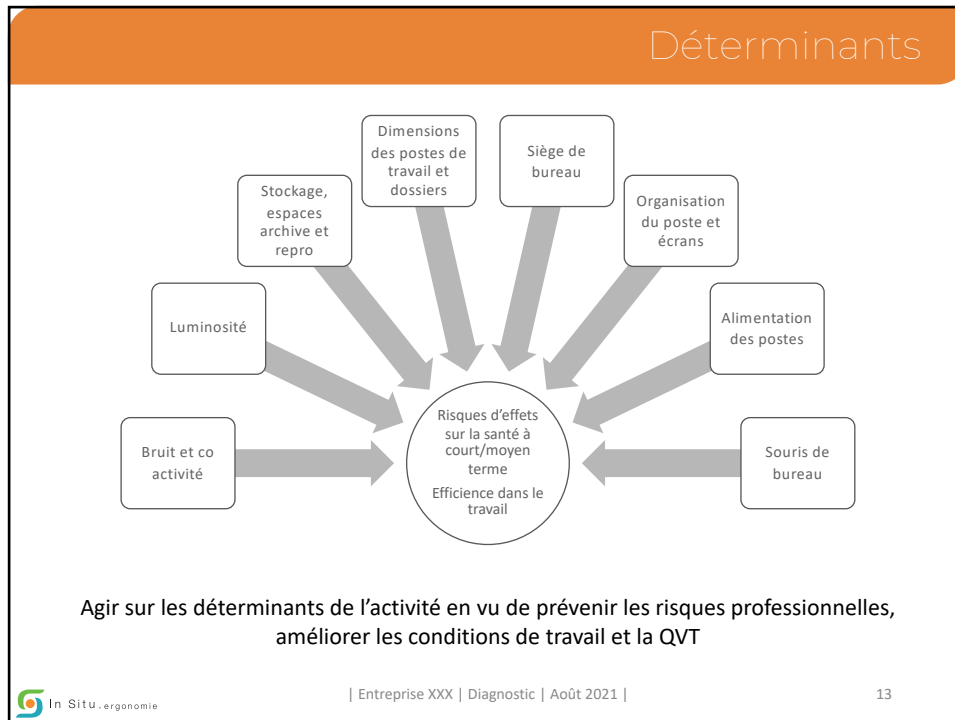 Déterminants
Dimensions
des postes de
travail et
dossiers
Siège de
bureau
Stockage,
espaces
archive et
repro
Organisation
du poste et
écrans
Luminosité
Alimentation
des postes
Bruit et co
activité
Risques d’effets
sur la santé à
court/moyen
terme
Efficience dans le
travail
Souris de
bureau
Agir sur les déterminants de l’activité en vu de prévenir les risques professionnelles,
améliorer les conditions de travail et la QVT
In Situ.ergonomie
| Entreprise XXX | Diagnostic | Août 2021 |
13